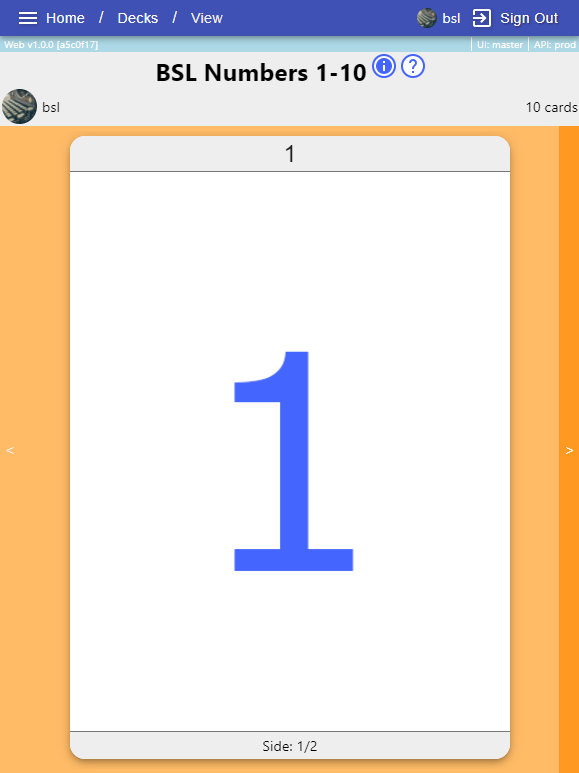 Home / Decks / View bsl Sign Out
Web v1.0.0 [a5c0f17] UI: master API: prod
BSL Numbers 1-10
bsl 10 cards
1
1
< >
Side: 1/2